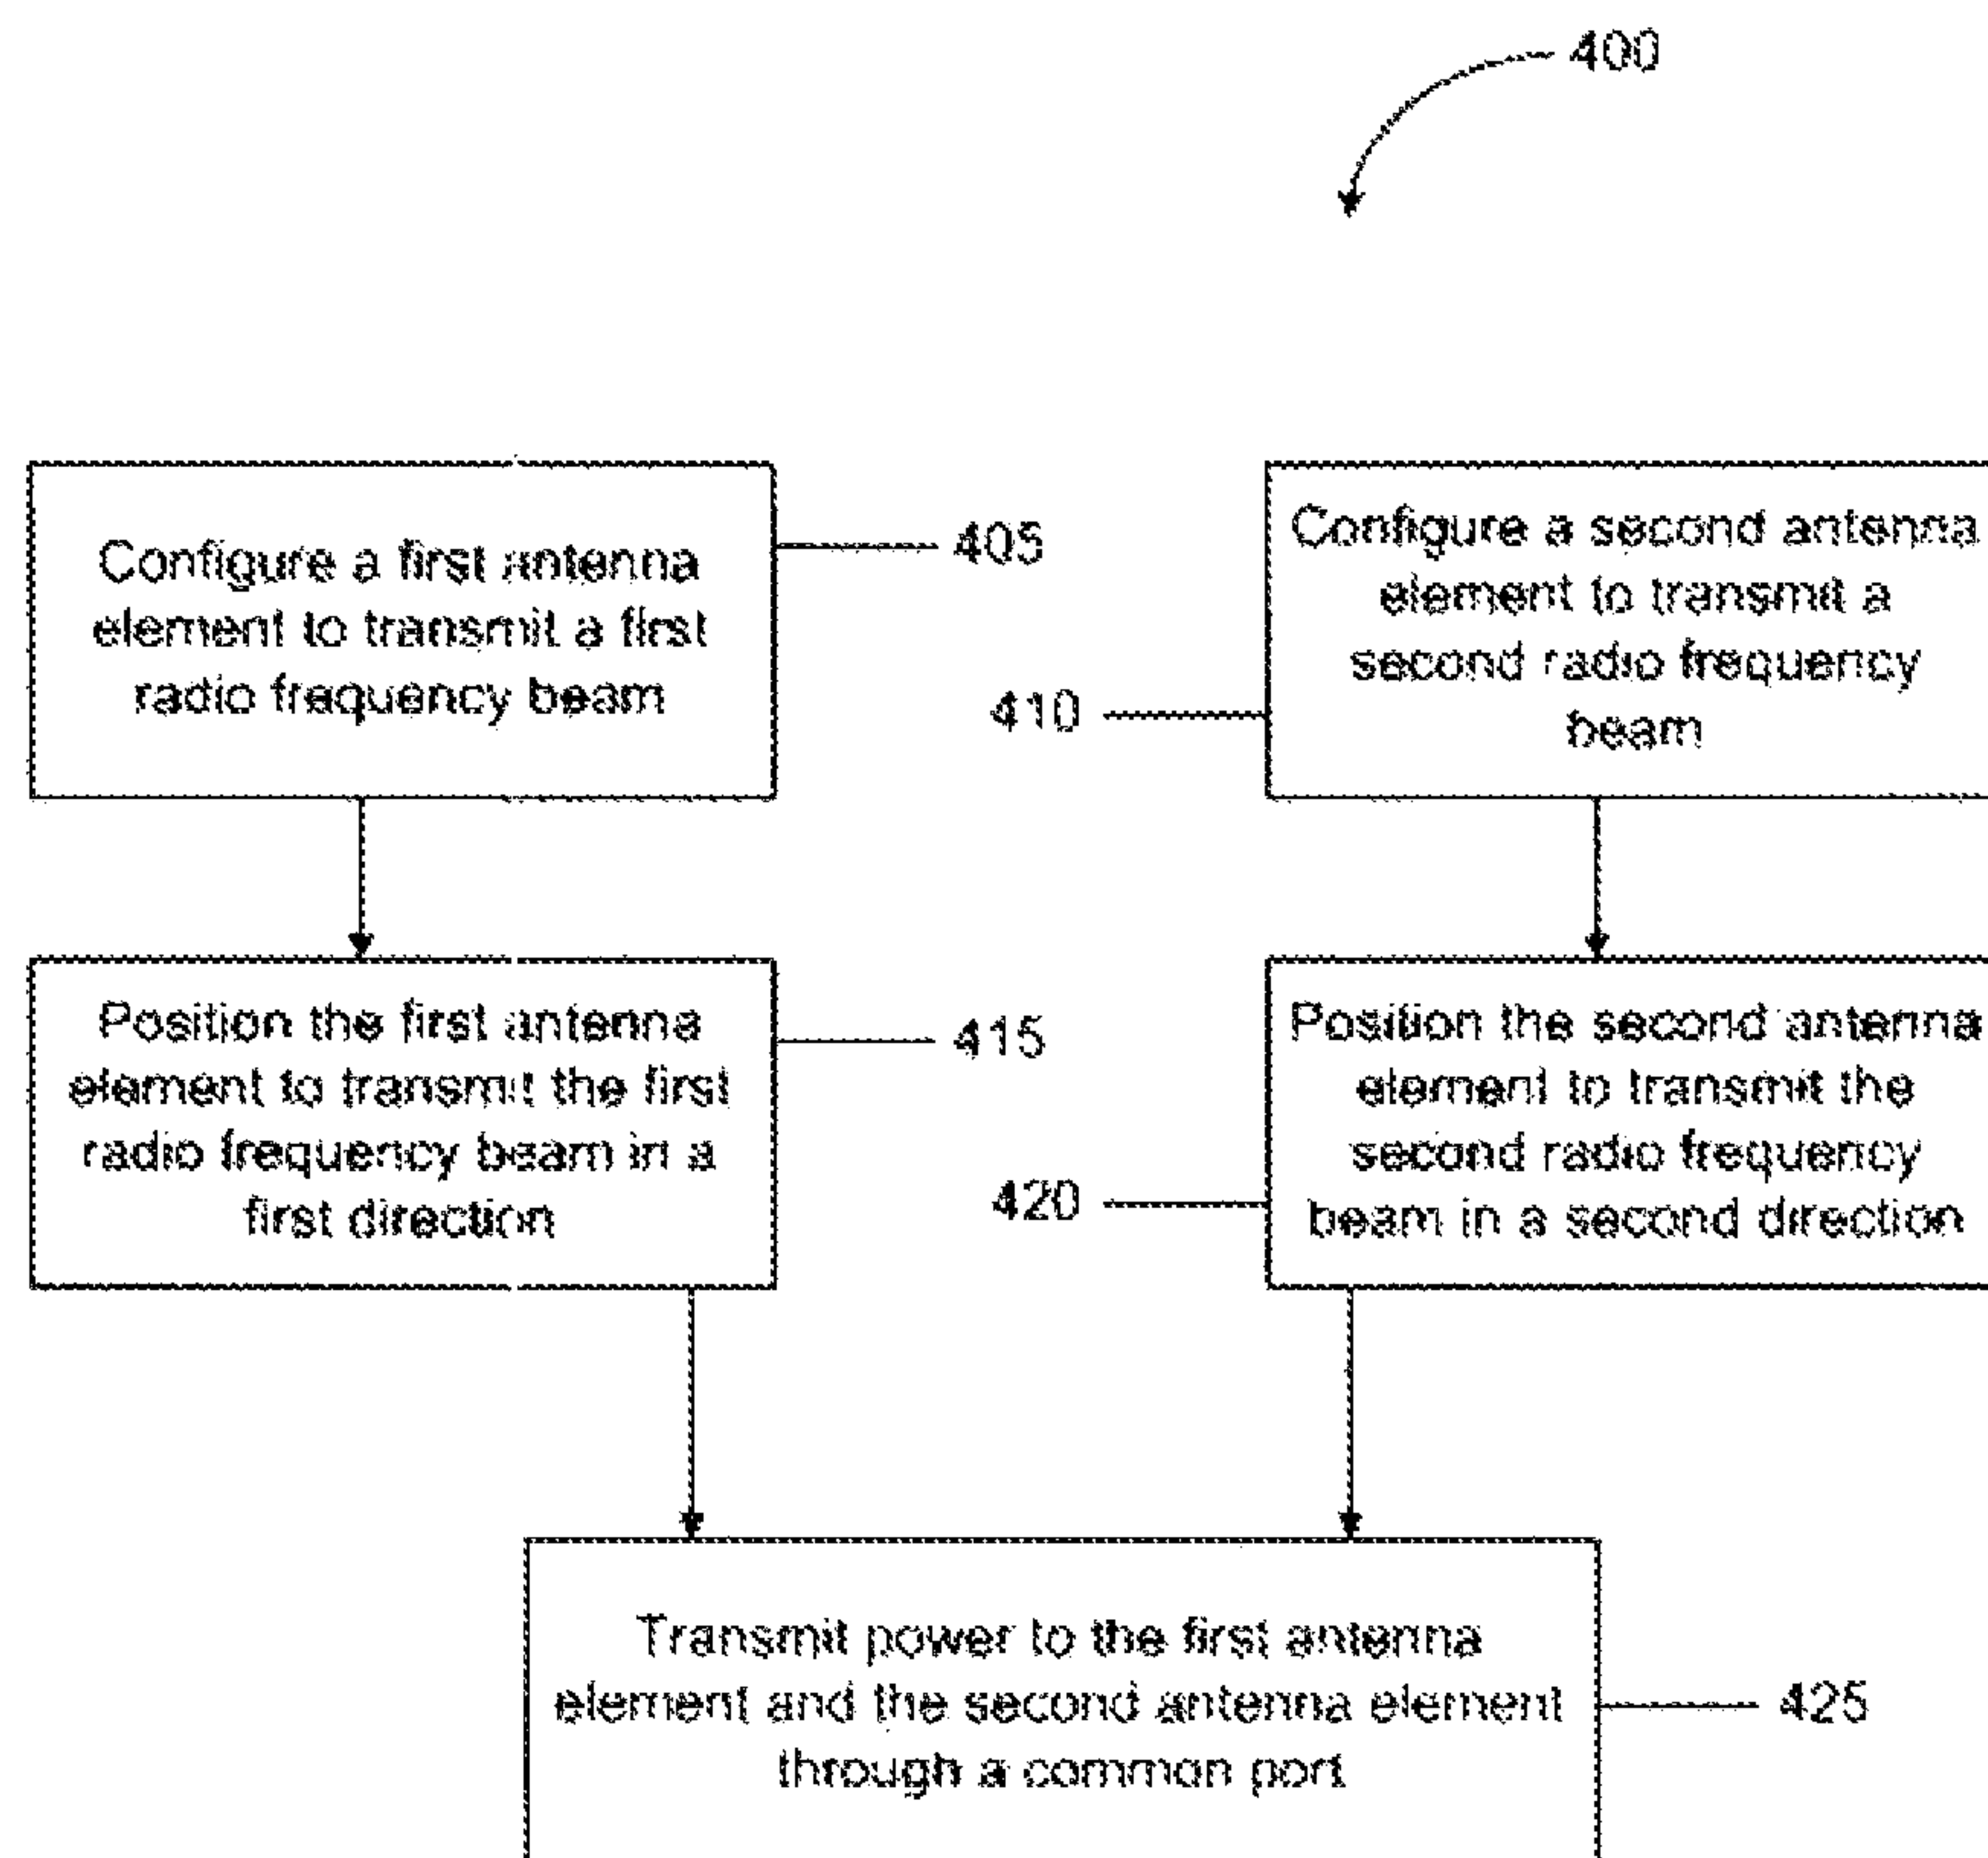 400
Configure a first antenna
element to transmit a first
radio frequency beam
405
Configure a second antenna
element to transmit a
second radio frequency
beam
410
Position the first antenna
element to transmit the first
radio frequency beam in a
first direction
415
Position the second antenna
element to transmit the
second radio frequency
beam in a second direction
420
Transmit power to the first antenna
element and the second antenna element
through a common port
425